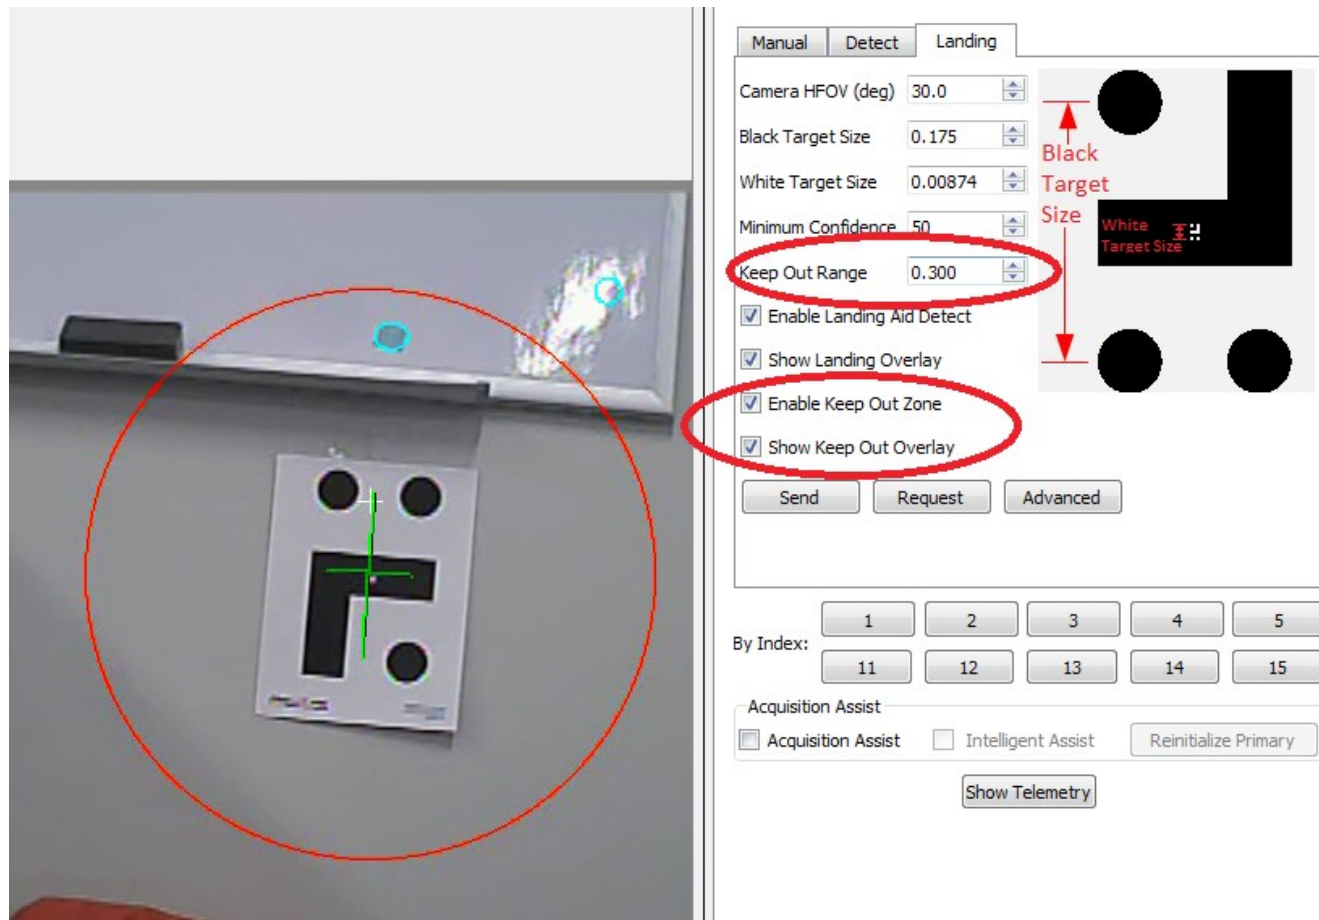 Manual Detect Landing
Camera HFOV (deg) 30.0
Black Target Size 0.175
White Target Size 0.00874
Minimum Confidence 50
Keep Out Range 0.300
Enable Landing Aid Detect
Show Landing Overlay
Enable Keep Out Zone
Show Keep Out Overlay
Send Request Advanced
Black
Target
Size
White
Target Size
By Index:
1 2 3 4 5
11 12 13 14 15
Acquisition Assist
Acquisition Assist Intelligent Assist Reinitialize Primary
Show Telemetry